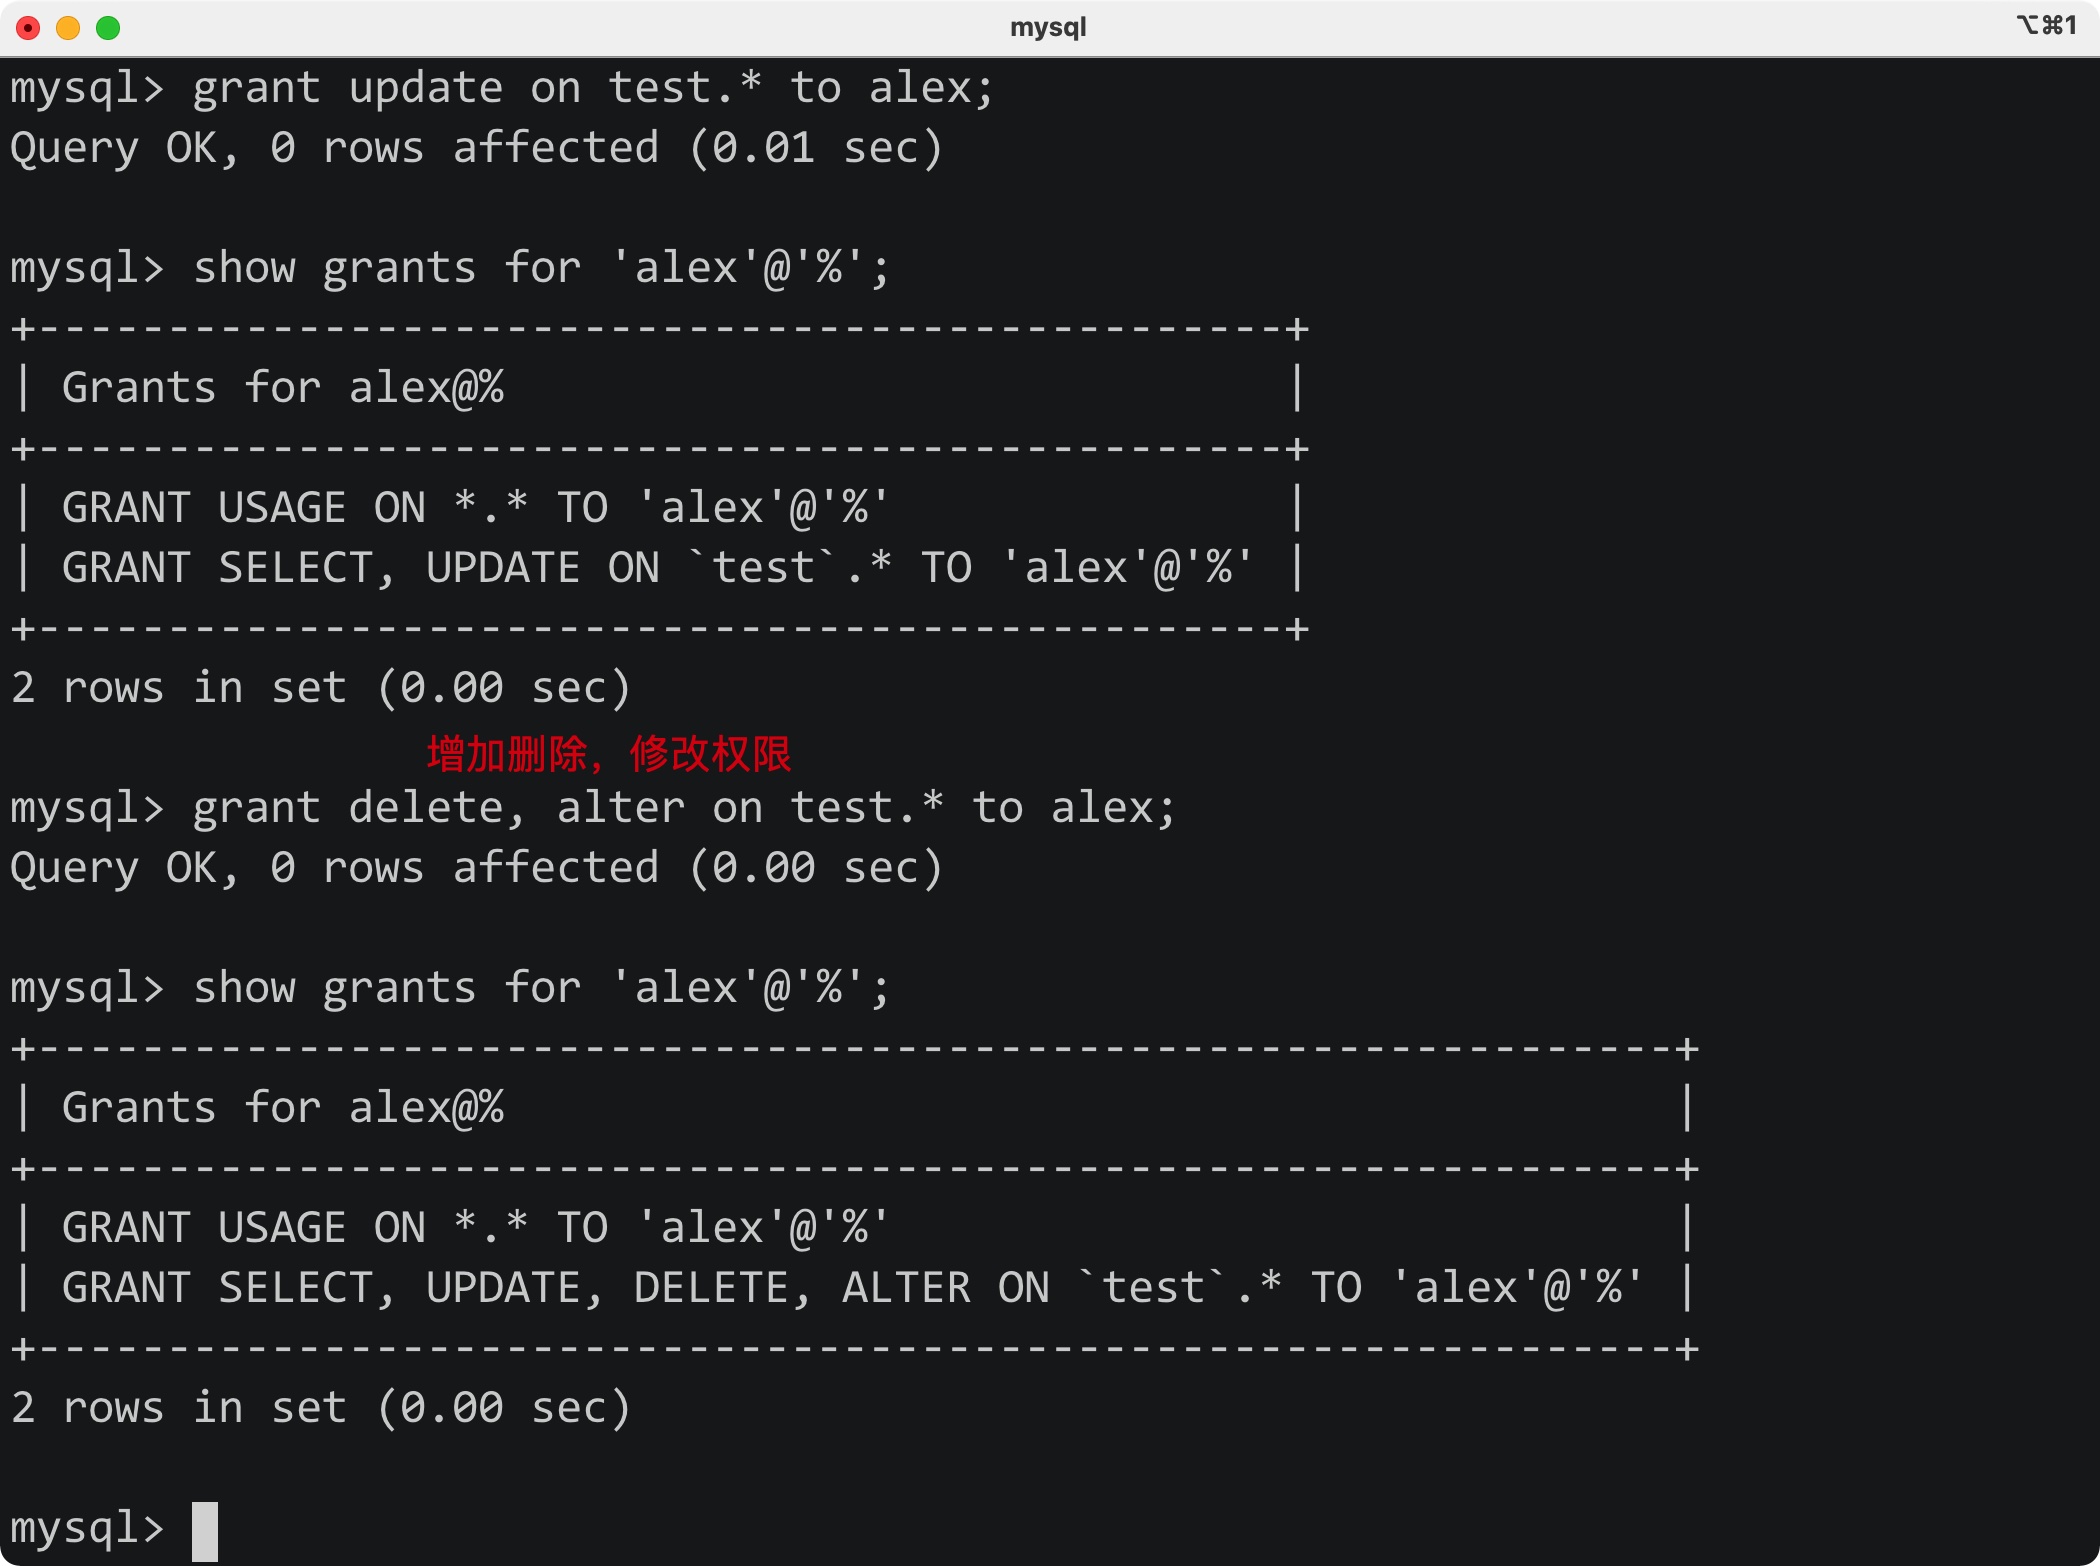 mysql
⌥⌘1
mysql> grant update on test.* to alex;
Query OK, 0 rows affected (0.01 sec)
mysql> show grants for 'alex'@'%';
+------------------------------------------------+
| Grants for alex@%                              |
+------------------------------------------------+
| GRANT USAGE ON *.* TO 'alex'@'%'               |
| GRANT SELECT, UPDATE ON `test`.* TO 'alex'@'%' |
+------------------------------------------------+
2 rows in set (0.00 sec)
增加删除，修改权限
mysql> grant delete, alter on test.* to alex;
Query OK, 0 rows affected (0.00 sec)
mysql> show grants for 'alex'@'%';
+---------------------------------------------------------------+
| Grants for alex@%                                             |
+---------------------------------------------------------------+
| GRANT USAGE ON *.* TO 'alex'@'%'                              |
| GRANT SELECT, UPDATE, DELETE, ALTER ON `test`.* TO 'alex'@'%' |
+---------------------------------------------------------------+
2 rows in set (0.00 sec)
mysql>